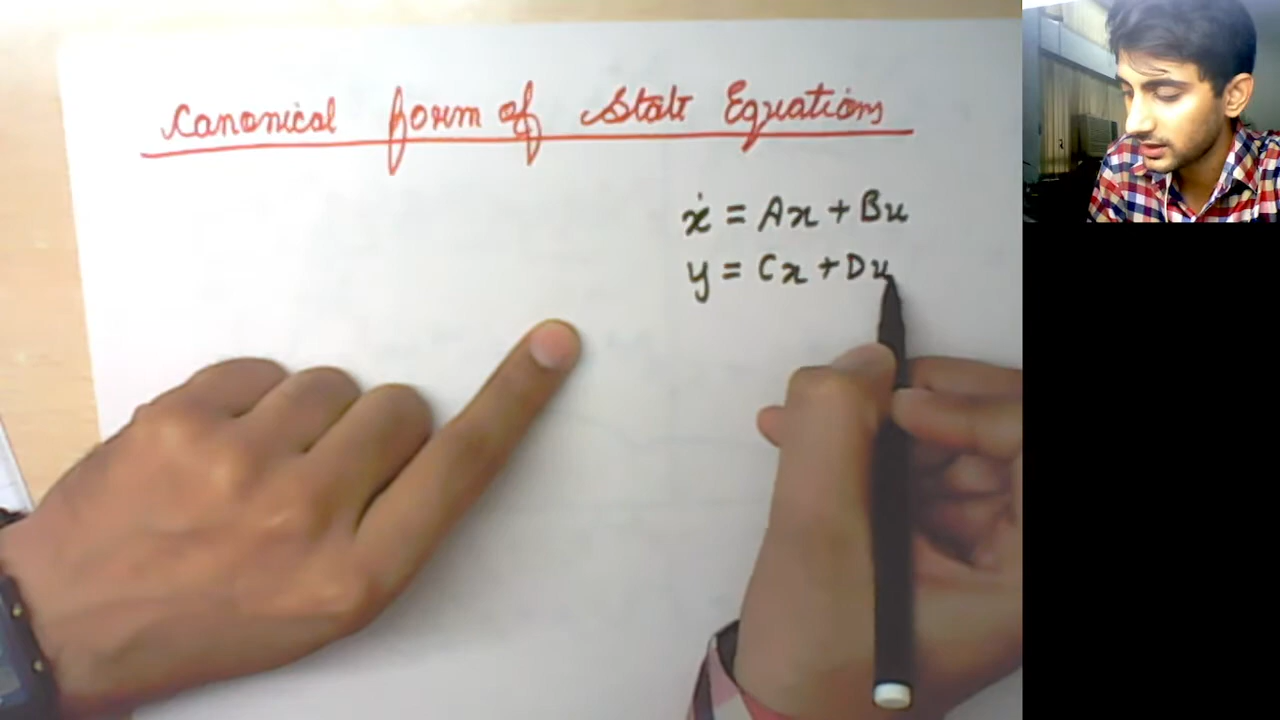 Canonical form of State Equations
ẋ = Ax + Bu
y = Cx + Du